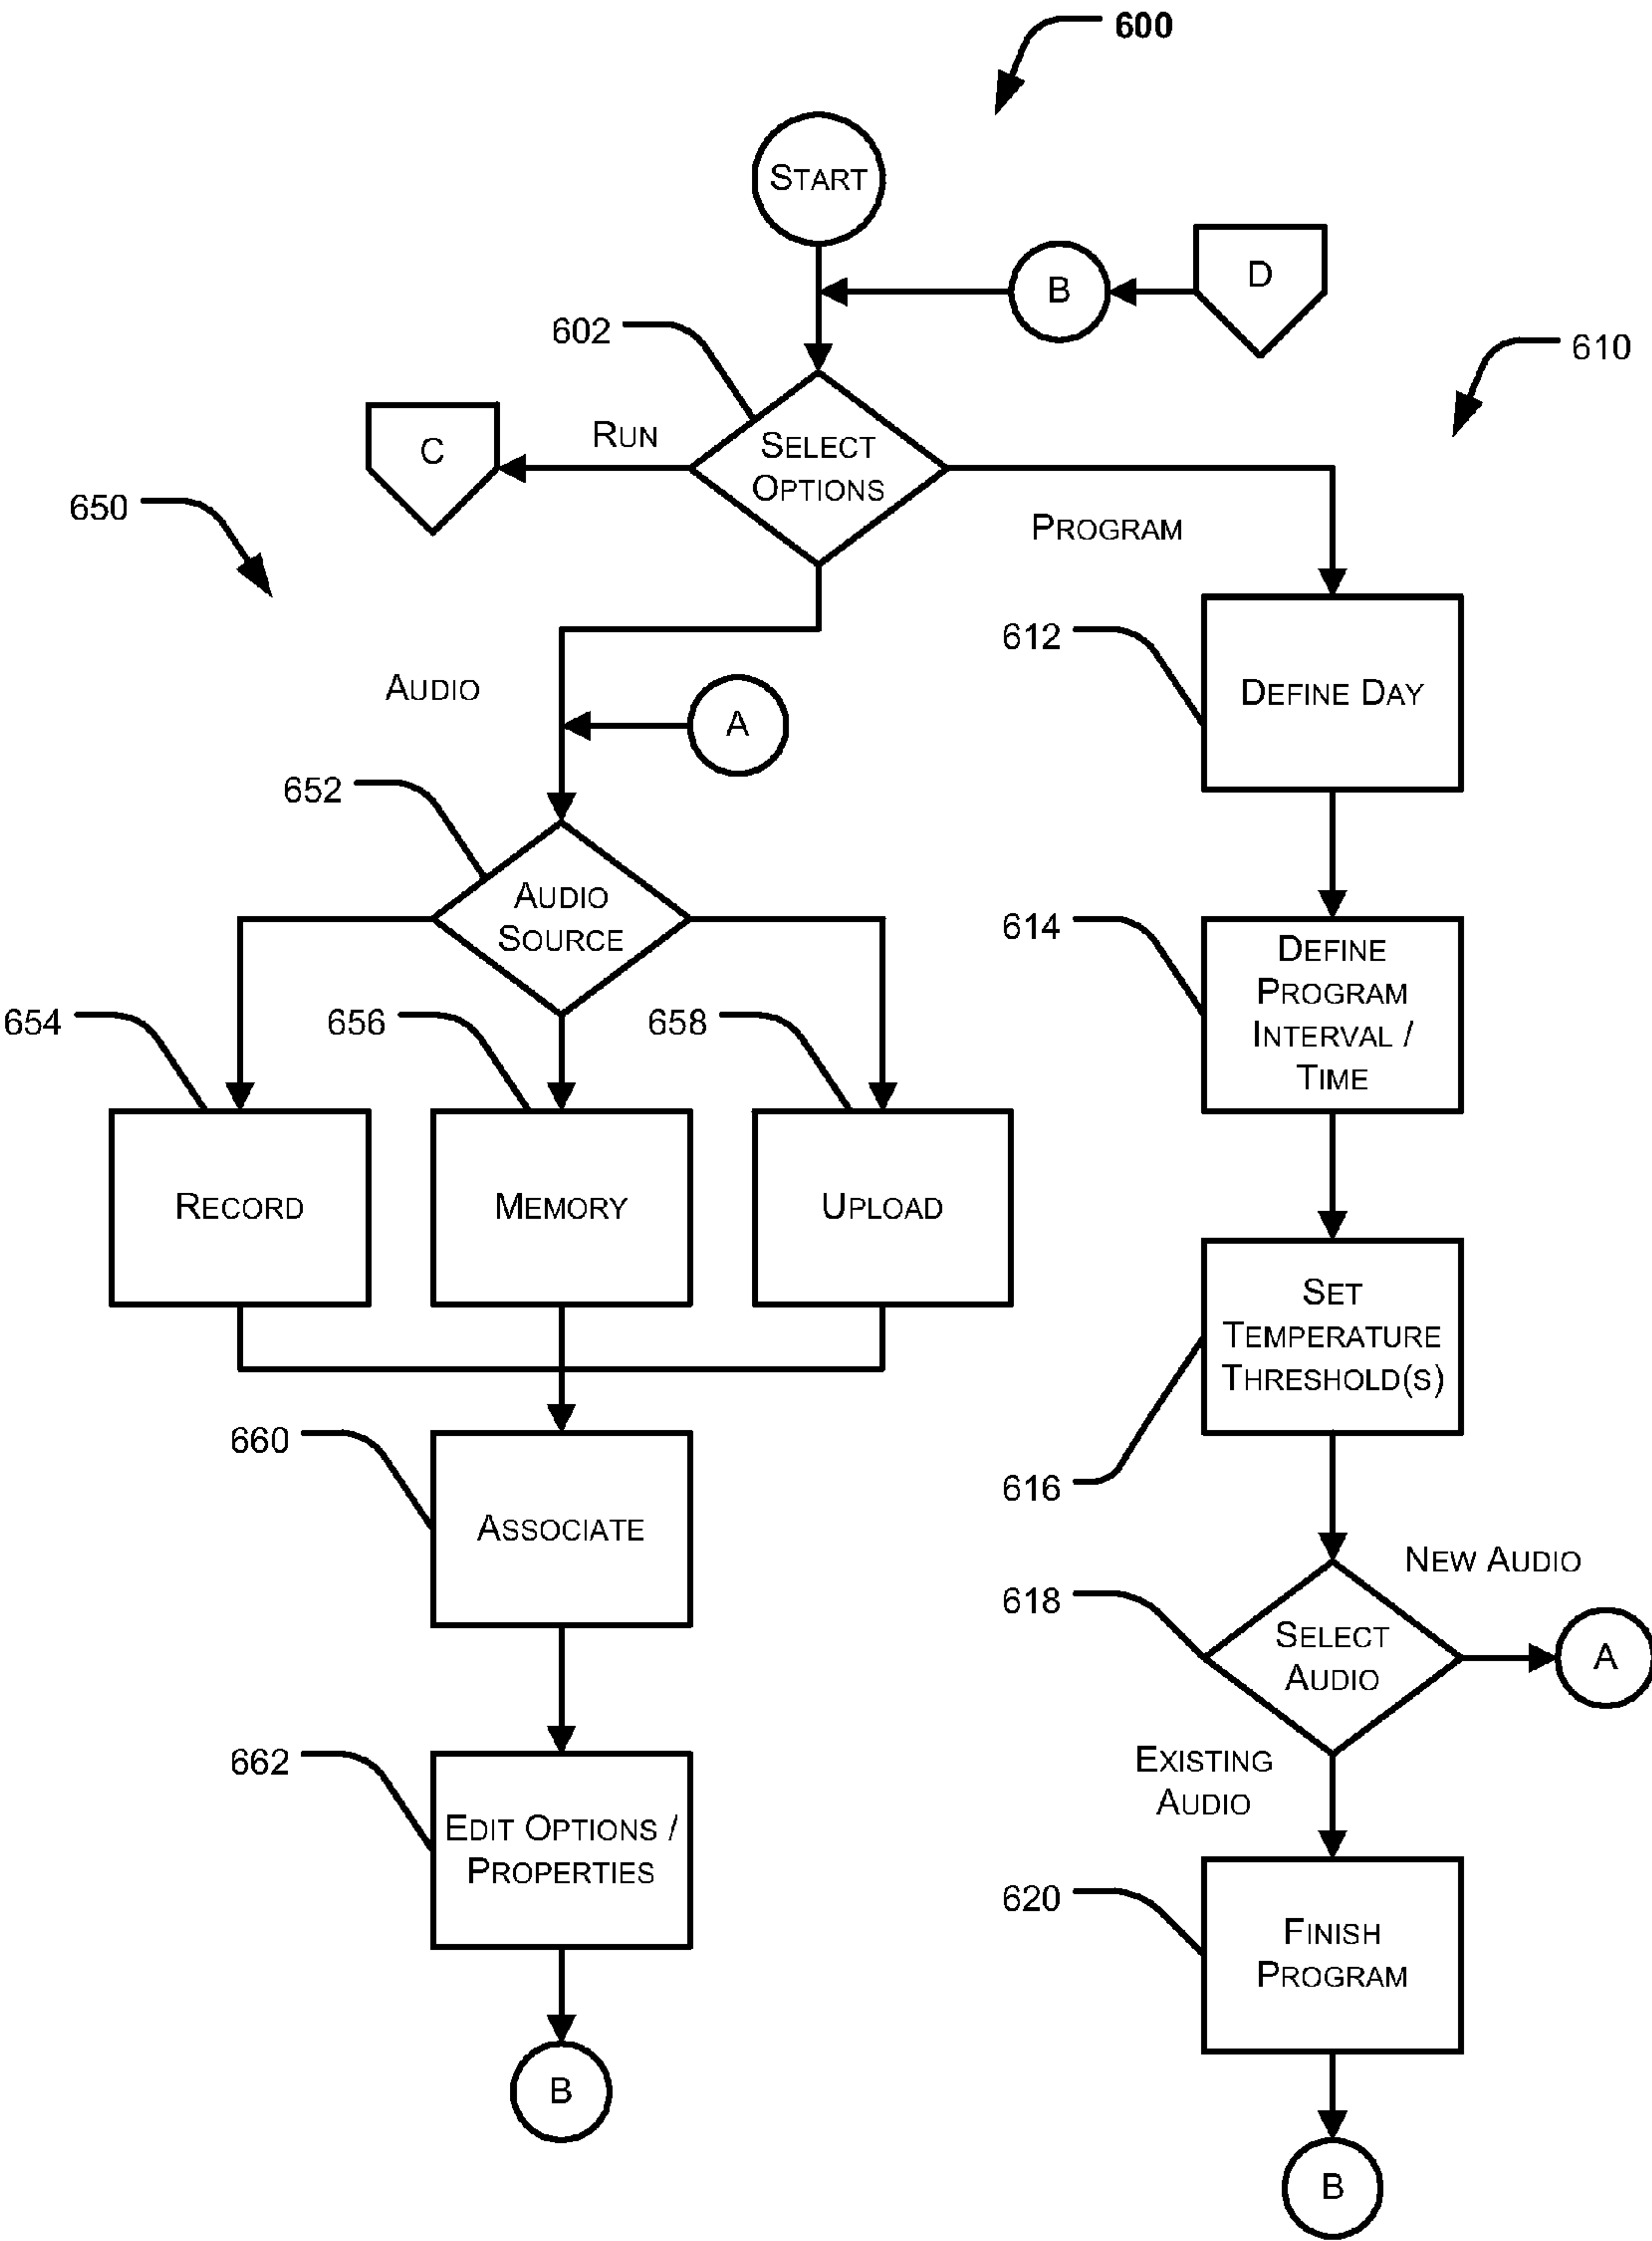 600
START
B
D
602
610
RUN
C
SELECT
OPTIONS
650
PROGRAM
612
DEFINE DAY
AUDIO
A
652
AUDIO
SOURCE
614
DEFINE
PROGRAM
INTERVAL /
TIME
654
656
658
RECORD
MEMORY
UPLOAD
SET
TEMPERATURE
THRESHOLD(S)
616
660
ASSOCIATE
NEW AUDIO
618
SELECT
AUDIO
A
EXISTING
AUDIO
662
EDIT OPTIONS /
PROPERTIES
620
FINISH
PROGRAM
B
B